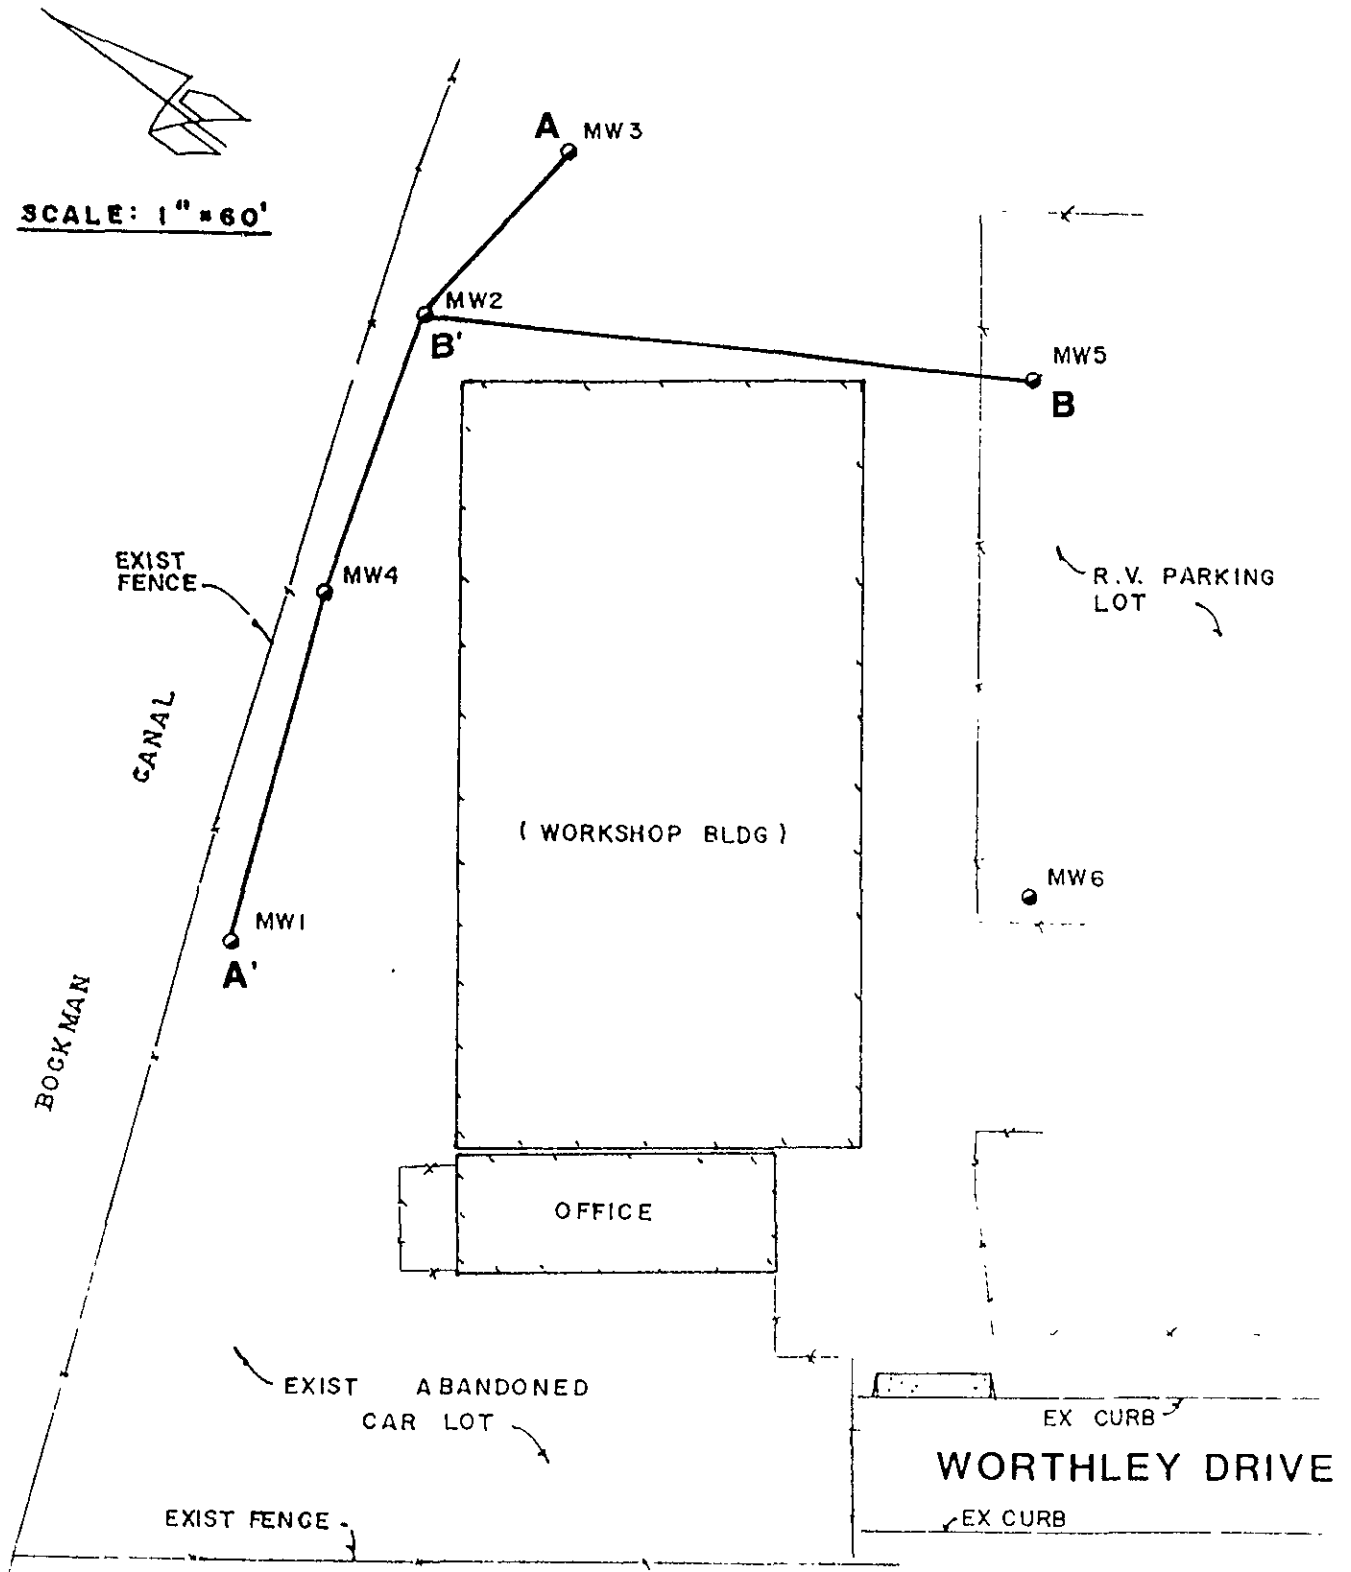 A MW3
SCALE: 1"=60'
MW2
B'
MW5
B
EXIST
FENCE
MW4
R.V. PARKING
LOT
CANAL
(WORKSHOP BLDG)
MW6
MW1
A'
BOCKMAN
OFFICE
EXIST ABANDONED
CAR LOT
EX CURB
WORTHLEY DRIVE
EXIST FENCE
EX CURB